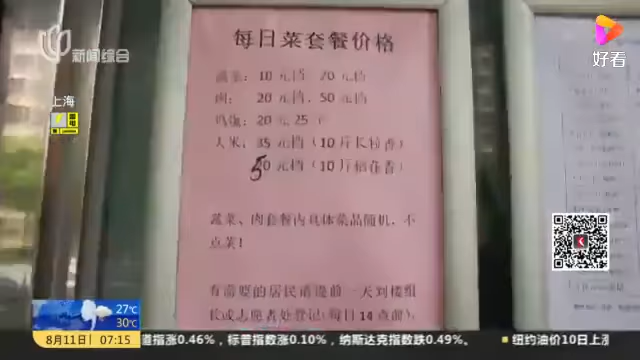 新闻综合
好看
上海
每日菜套餐价格
蔬菜：10元档 20元档
肉：20元档、50元档
鸡蛋：20元 25元
大米：35元档（10斤长粒香）
50元档（10斤稻花香）
蔬菜、肉套餐内具体菜品随机，不
点菜！
有需要的居民请提前一天到楼组
长或志愿者处登记（每日14点前），
27℃
30℃
8月11日 07:15
道指涨0.46%，标普指数涨0.10%，纳斯达克指数跌0.49%。 纽约油价10日上涨